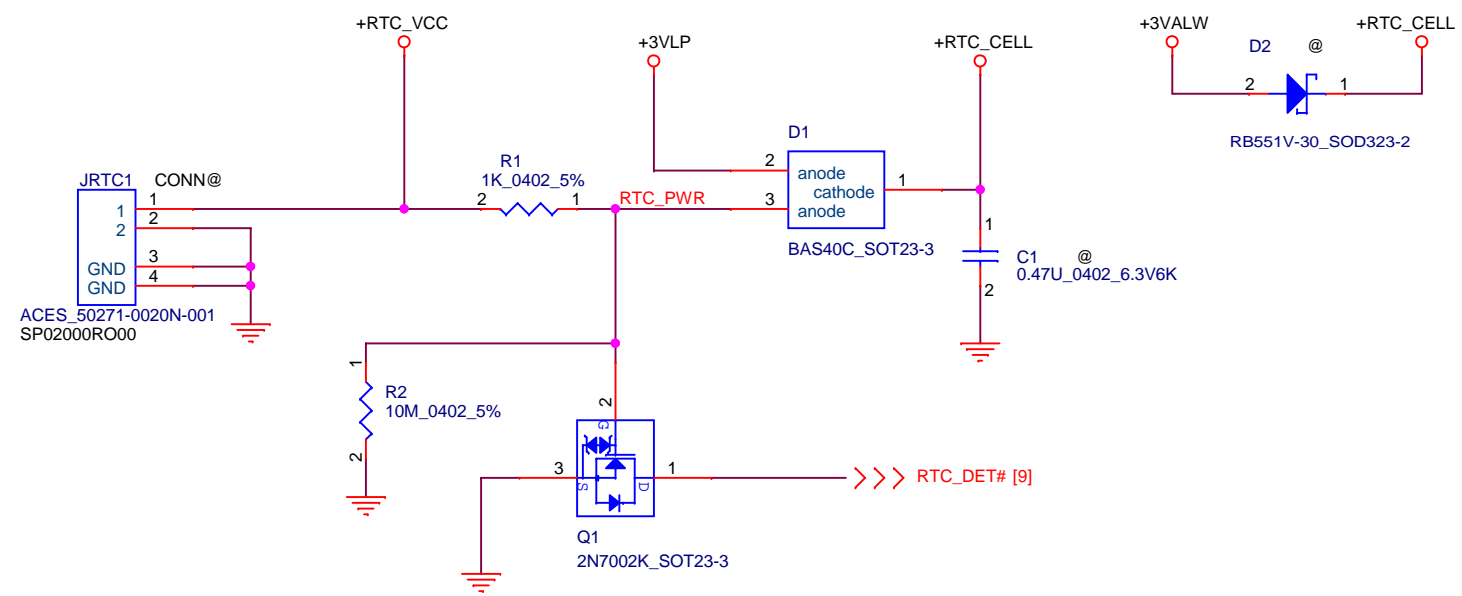 +RTC_VCC
+3VLP
+RTC_CELL
+3VALW
+RTC_CELL
D2 @
2 1
RB551V-30_SOD323-2
JRTC1 CONN@
1
2
GND
GND
1
2
3
4
ACES_50271-0020N-001
SP02000RO00
R1
1K_0402_5%
2 1
RTC_PWR
D1
2
3
anode
cathode
anode
1
BAS40C_SOT23-3
1
C1 @
0.47U_0402_6.3V6K
2
1
R2
10M_0402_5%
2
2
G
3
S
D
1
RTC_DET# [9]
Q1
2N7002K_SOT23-3